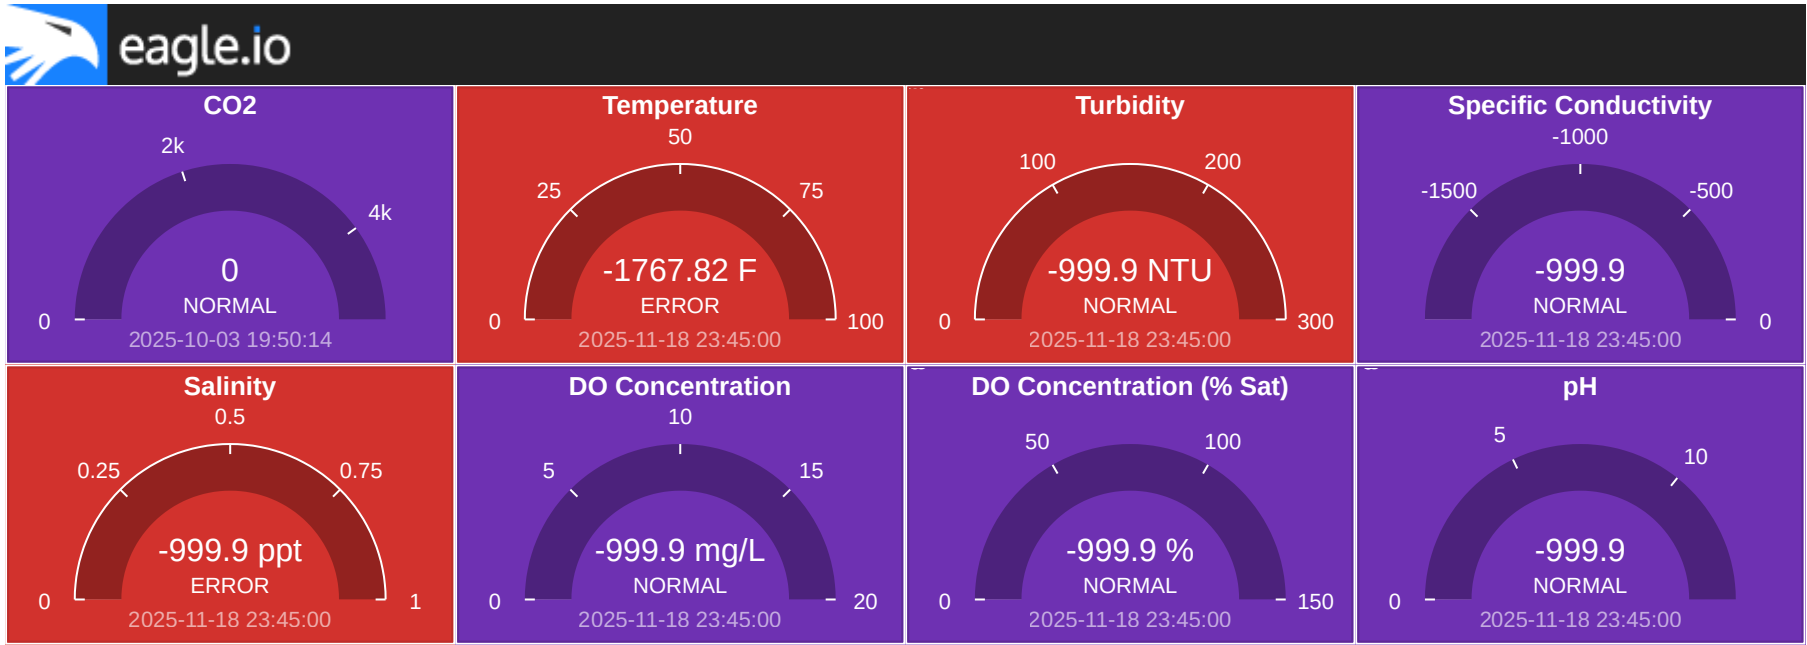 eagle.io
CO2
2k
4k
0
0
NORMAL
2025-10-03 19:50:14
Temperature
50
25
75
0
100
-1767.82 F
ERROR
2025-11-18 23:45:00
Turbidity
100
200
0
300
-999.9 NTU
NORMAL
2025-11-18 23:45:00
Specific Conductivity
-1000
-1500
-500
0
-999.9
NORMAL
2025-11-18 23:45:00
Salinity
0.5
0.25
0.75
0
1
-999.9 ppt
ERROR
2025-11-18 23:45:00
DO Concentration
10
5
15
0
20
-999.9 mg/L
NORMAL
2025-11-18 23:45:00
DO Concentration (% Sat)
50
100
0
150
-999.9 %
NORMAL
2025-11-18 23:45:00
pH
5
10
0
-999.9
NORMAL
2025-11-18 23:45:00